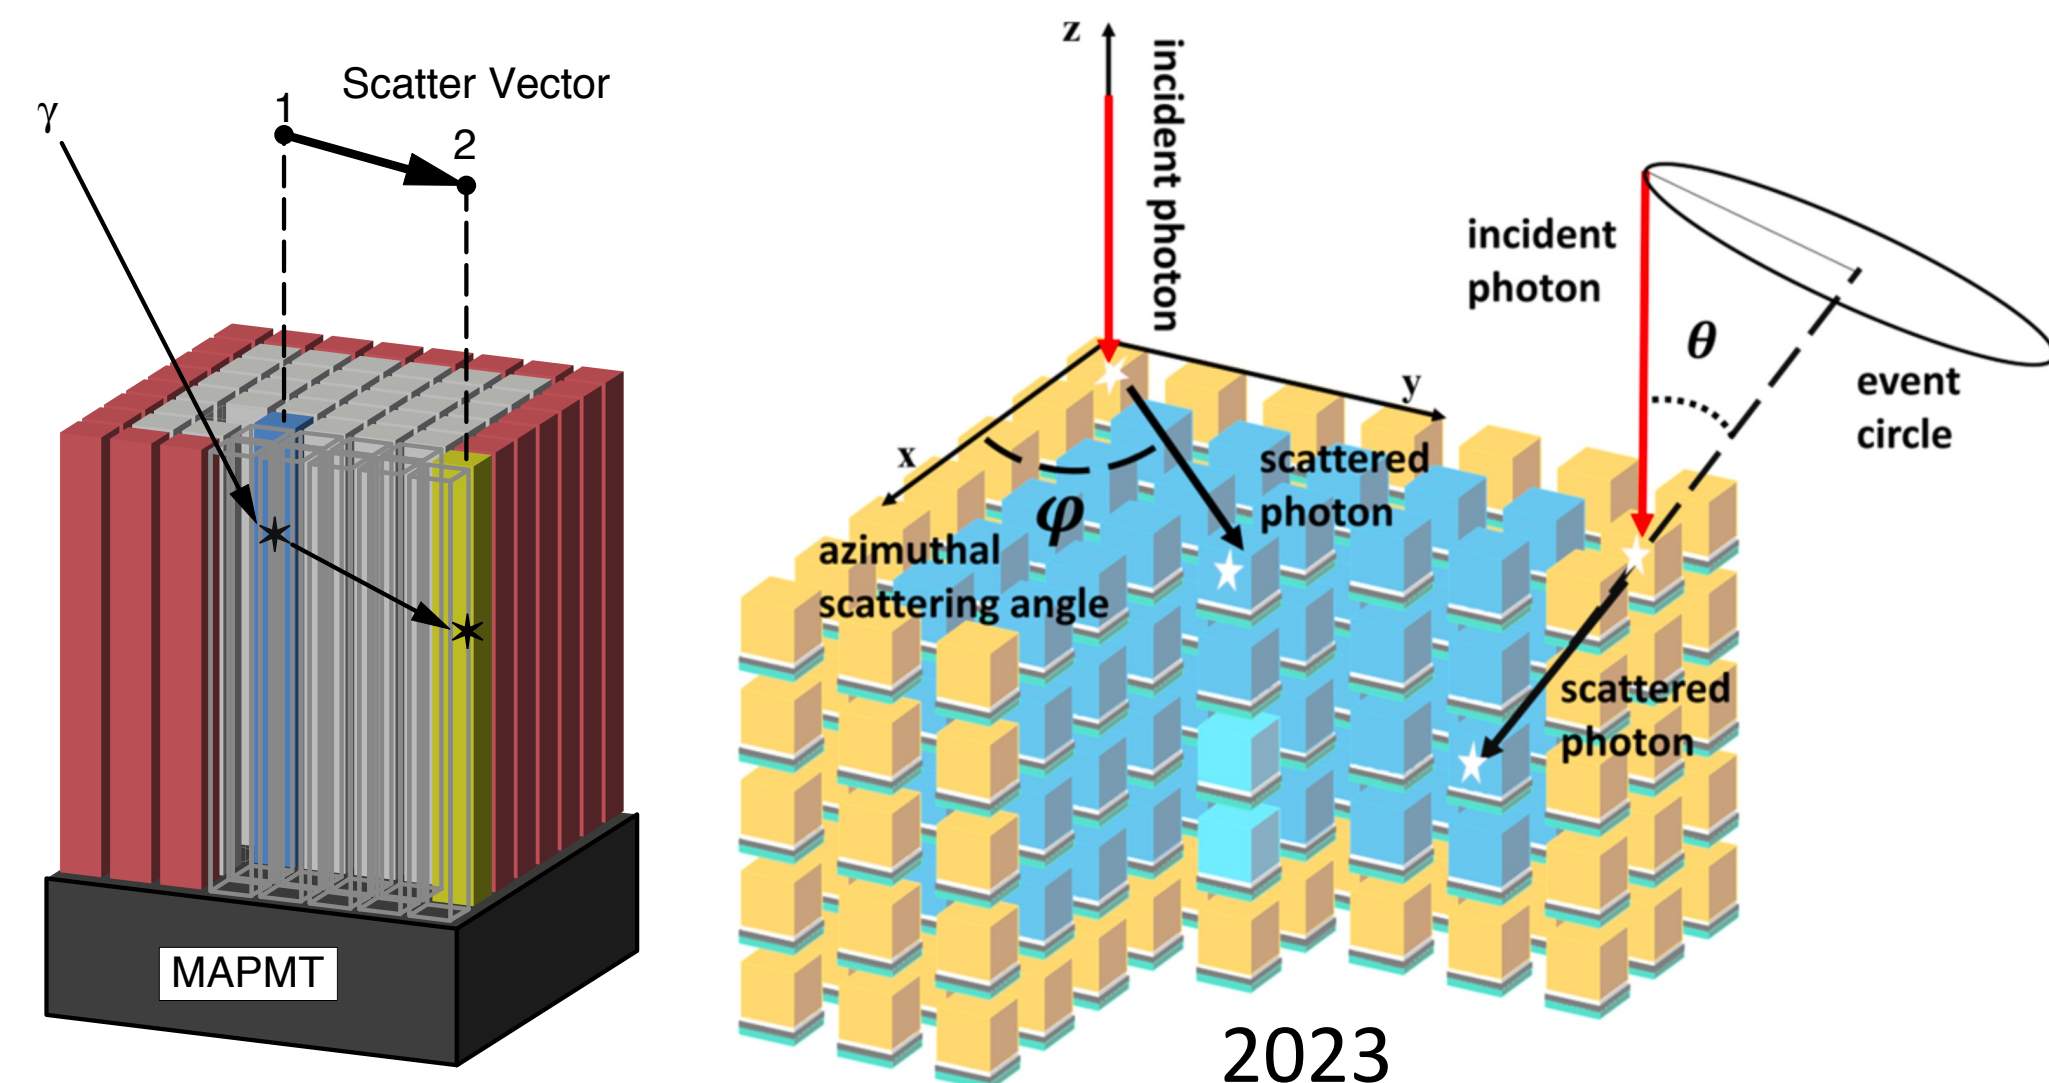 γ
1
Scatter Vector
2
MAPMT
z
incident photon
y
x
φ
azimuthal
scattering angle
scattered
photon
incident
photon
θ
event
circle
scattered
photon
2023